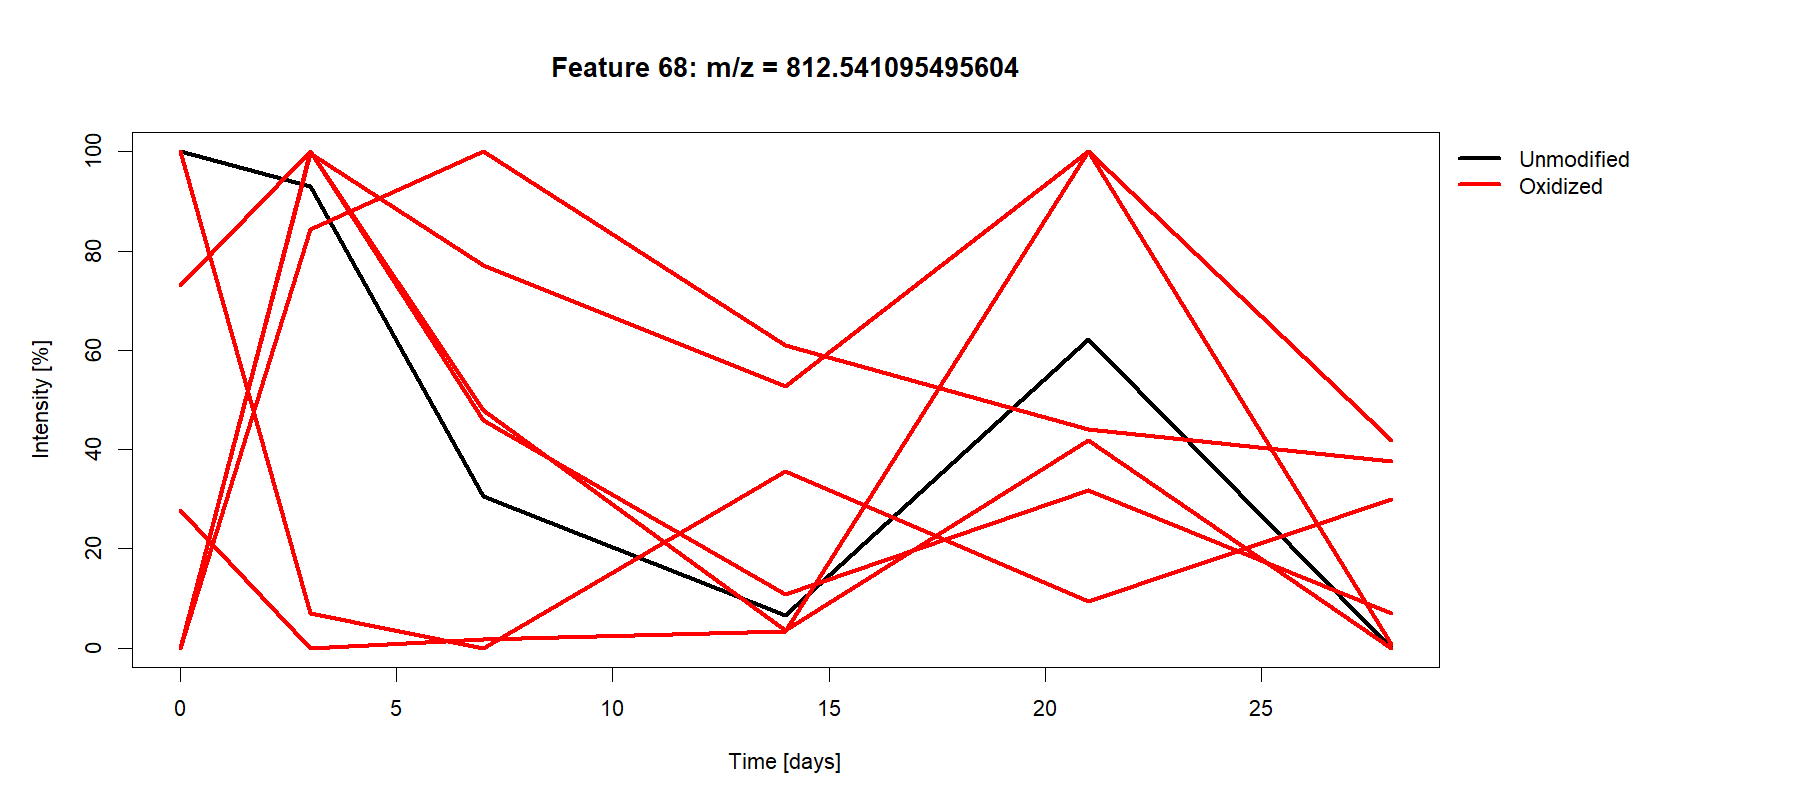 Feature 68: m/z = 812.541095495604
Unmodified
Oxidized
Intensity [%]
100
80
60
40
20
0
0 5 10 15 20 25
Time [days]